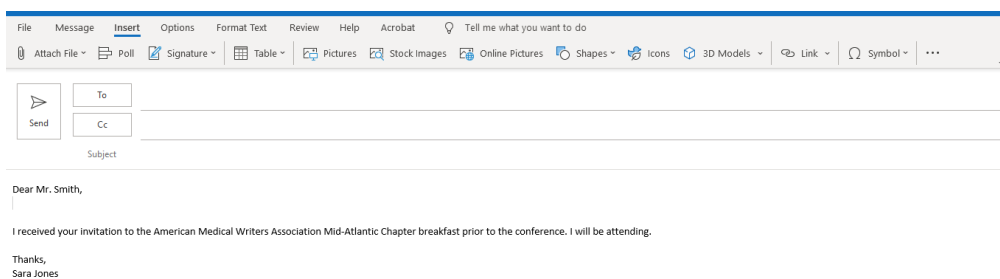 File Message Insert Options Format Text Review Help Acrobat Tell me what you want to do
Attach File Poll Signature Table Pictures Stock Images Online Pictures Shapes Icons 3D Models Link Symbol ...
To
Send
Cc
Subject
Dear Mr. Smith,
I received your invitation to the American Medical Writers Association Mid-Atlantic Chapter breakfast prior to the conference. I will be attending.
Thanks,
Sara Jones